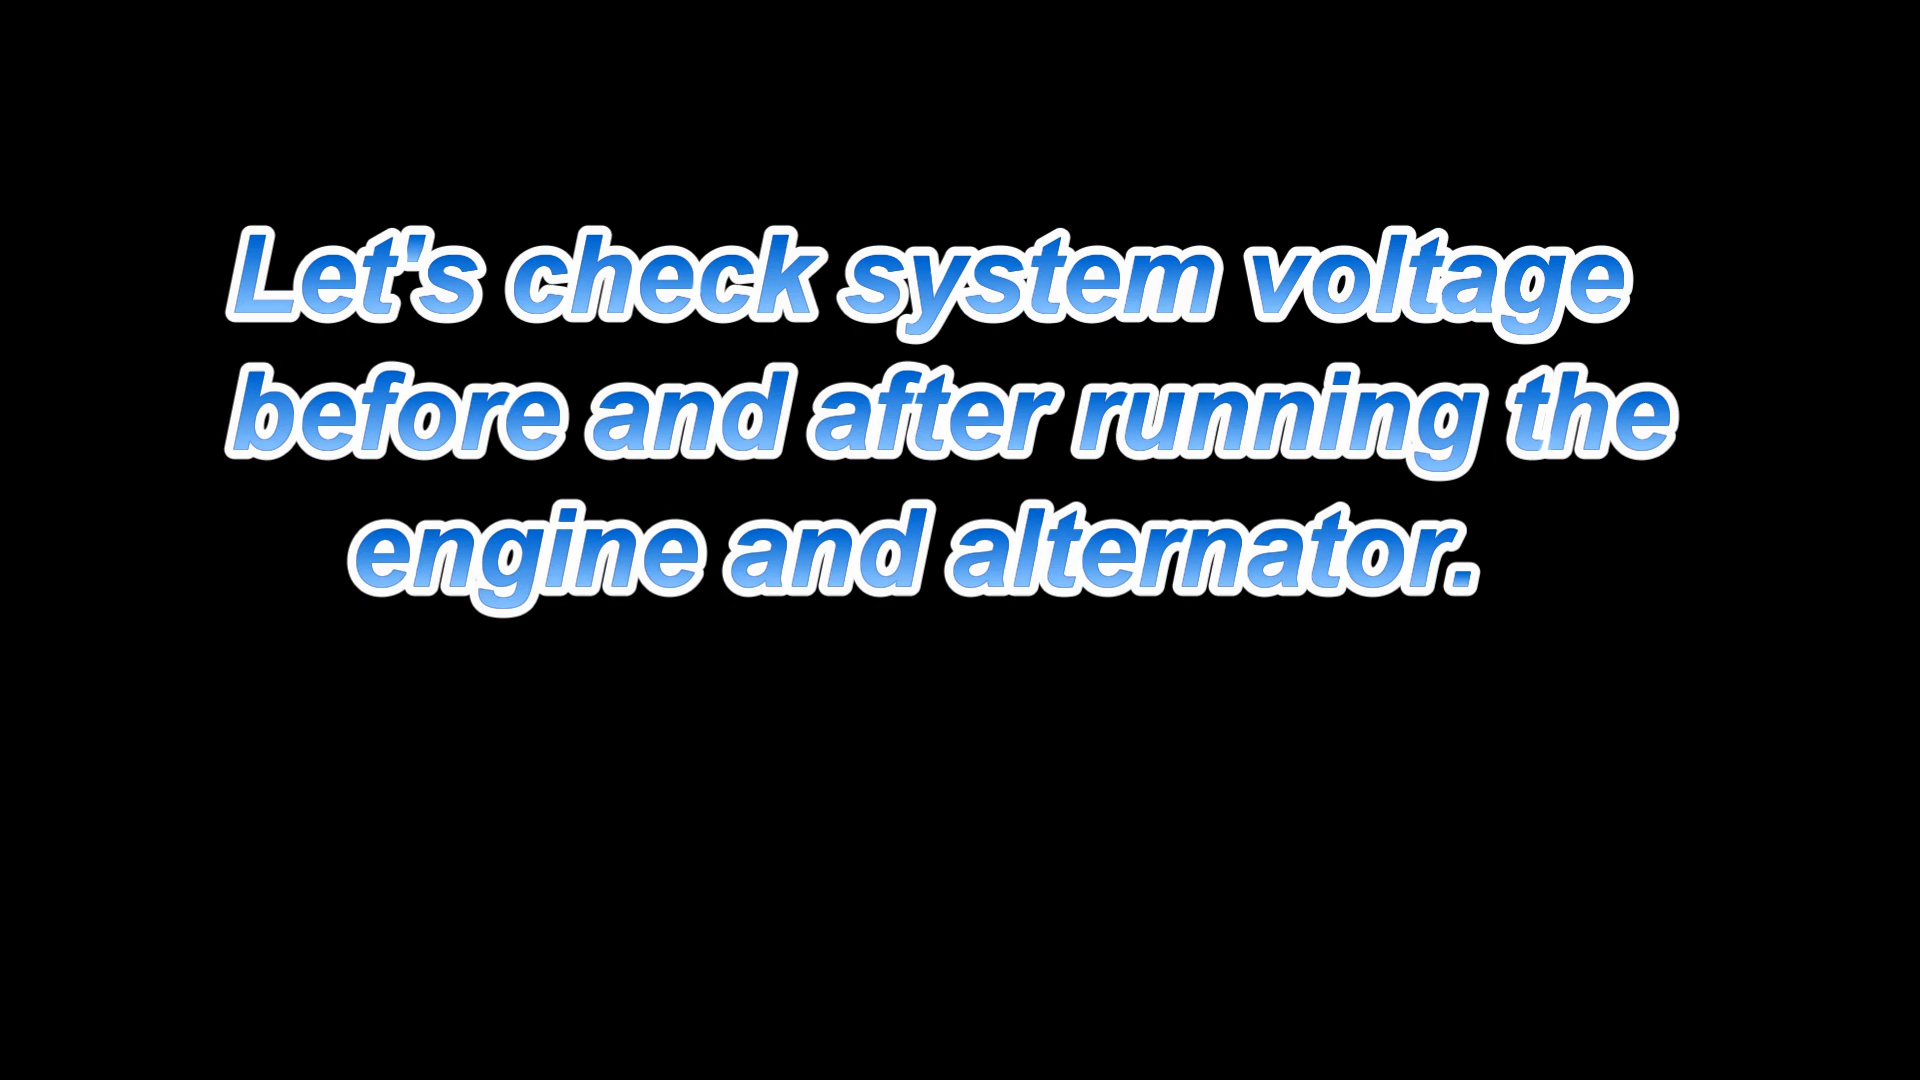 Let's check system voltage
before and after running the
engine and alternator.